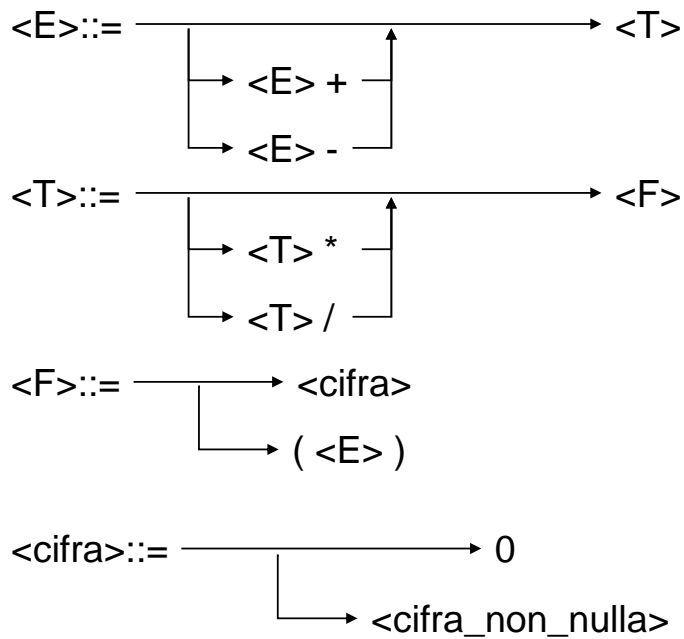 <E>::= <T>
<E> +
<E> -
<T>::= <F>
<T> *
<T> /
<F>::= <cifra>
( <E> )
<cifra>::= 0
<cifra_non_nulla>